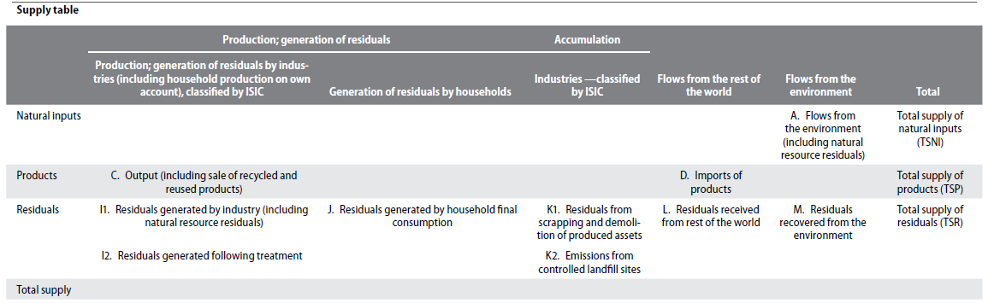 Supply table
Production; generation of residuals
Accumulation
Production; generation of residuals by indus-
tries (including household production on own
account), classified by ISIC)
Generation of residuals by households
Industries —classified
by ISIC
Flows from the rest of
the world
Flows from the
environment
Total
Natural inputs
A. Flows from
the environment
(including natural
resource residuals)
Total supply of
natural inputs
(TSNI)
Products
C. Output (including sale of recycled and
reused products)
D. Imports of
products
Total supply of
products (TSP)
Residuals
I1. Residuals generated by industry (including
natural resource residuals)
J. Residuals generated by household final
consumption
K1. Residuals from
scrapping and demoli-
tion of produced assets
L. Residuals received
from rest of the world
M. Residuals
recovered from the
environment
Total supply of
residuals (TSR)
I2. Residuals generated following treatment
K2. Emissions from
controlled landfill sites
Total supply